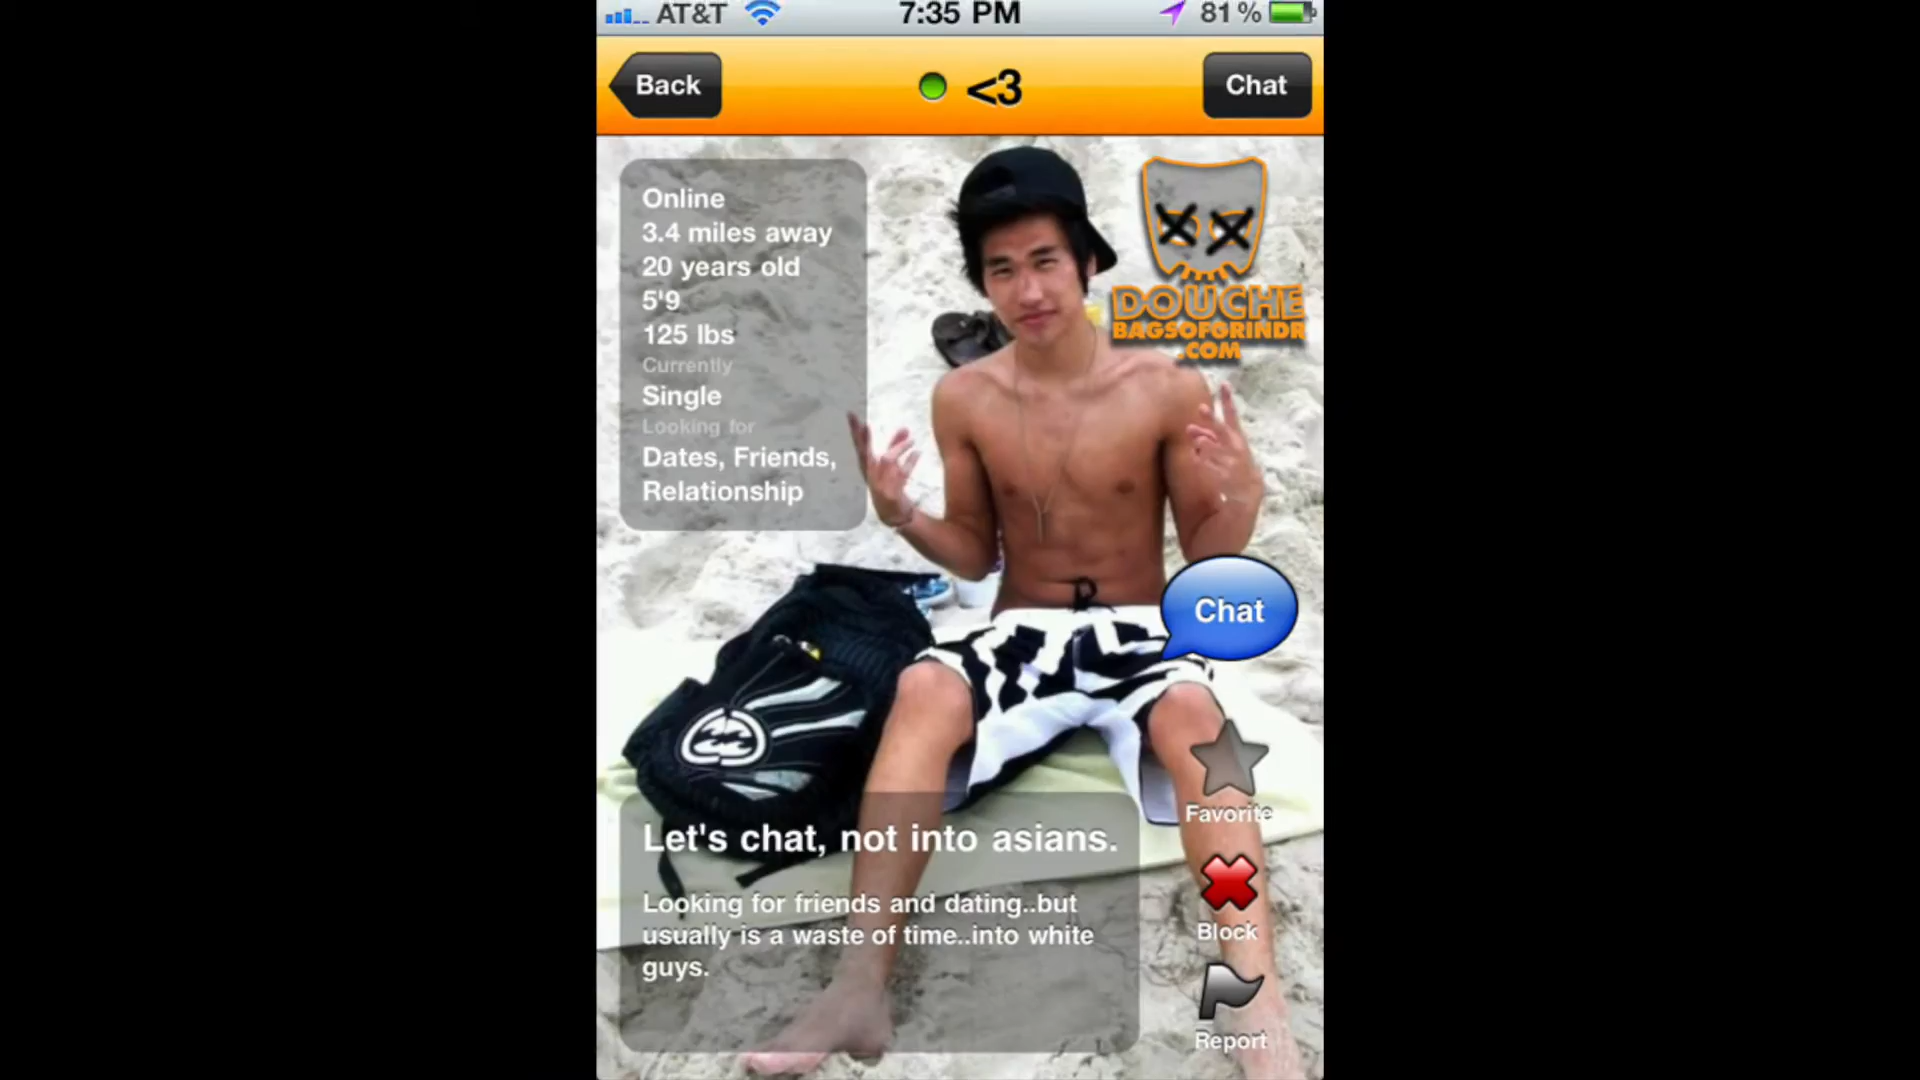 AT&T 7:35 PM 81%
Back <3 Chat
Online
3.4 miles away
20 years old
5'9
125 lbs
Currently
Single
Looking for
Dates, Friends,
Relationship
DOUCHE
BAGSOFGRINDR
.COM
Chat
Favorite
Let's chat, not into asians.
Looking for friends and dating..but
usually is a waste of time..into white
guys.
Block
Report